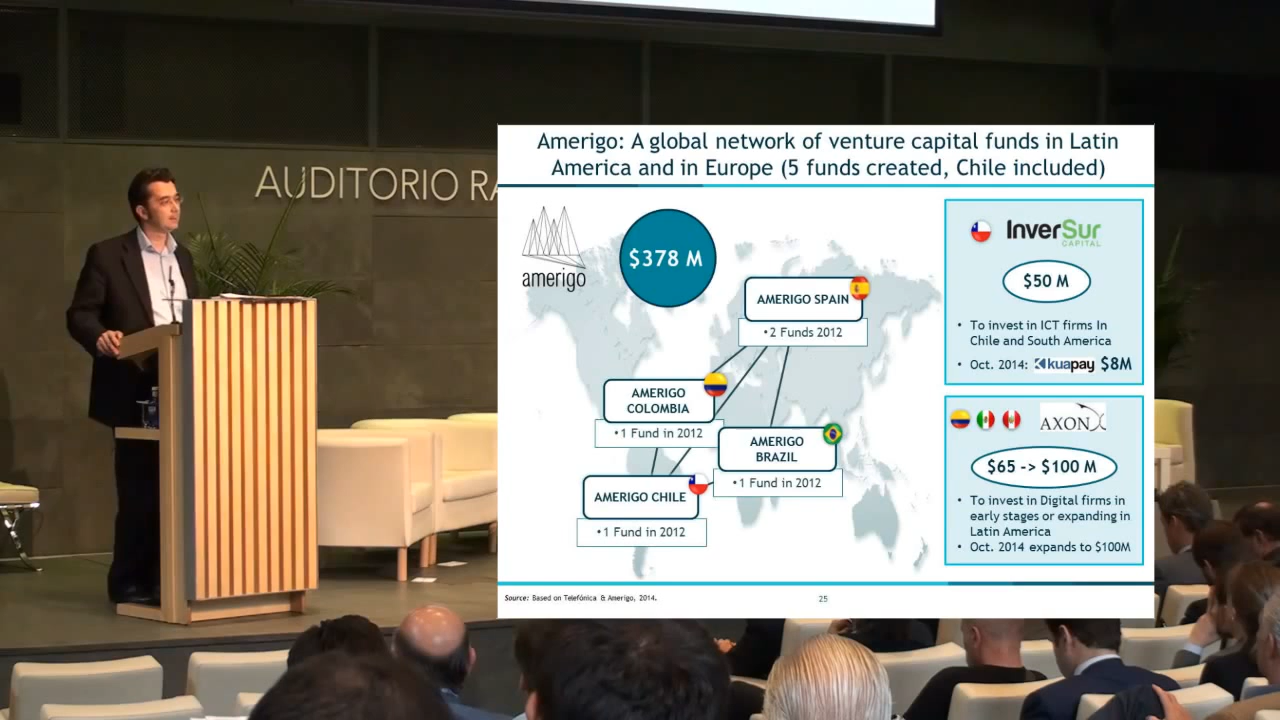 AUDITORIO RA
Amerigo: A global network of venture capital funds in Latin
America and in Europe (5 funds created, Chile included)
amerigo
$378 M
AMERIGO SPAIN
•2 Funds 2012
AMERIGO
COLOMBIA
•1 Fund in 2012
AMERIGO
BRAZIL
•1 Fund in 2012
AMERIGO CHILE
•1 Fund in 2012
InverSur
CAPITAL
$50 M
• To invest in ICT firms In
Chile and South America
• Oct. 2014: kuapay $8M
AXON
$65 -> $100 M
• To invest in Digital firms in
early stages or expanding in
Latin America
• Oct. 2014 expands to $100M
Source: Based on Telefónica & Amerigo, 2014.
25